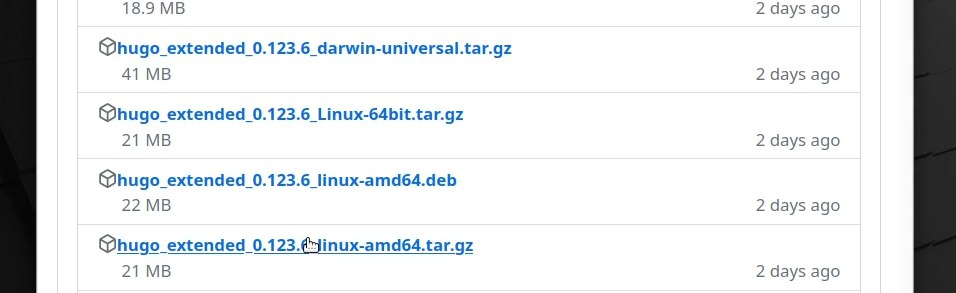 18.9 MB 2 days ago
hugo_extended_0.123.6_darwin-universal.tar.gz
41 MB 2 days ago
hugo_extended_0.123.6_Linux-64bit.tar.gz
21 MB 2 days ago
hugo_extended_0.123.6_linux-amd64.deb
22 MB 2 days ago
hugo_extended_0.123.6_linux-amd64.tar.gz
21 MB 2 days ago